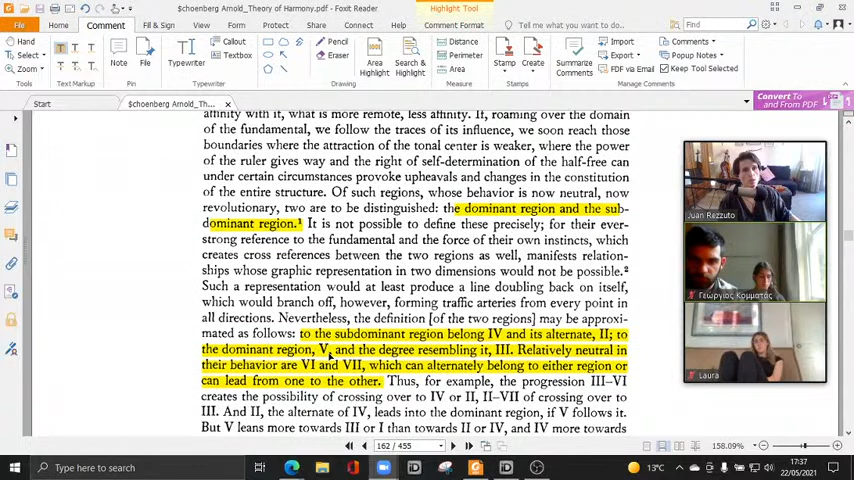 $choenberg Arnold_Theory of Harmony.pdf - Foxit Reader
Highlight Tool
File
Home
Comment
Fill & Sign
View
Form
Protect
Share
Connect
Help
Comment Format
Tell me what you want to do...
Hand
Select
Zoom
Text Markup
Note
File
Typewriter
Callout
Textbox
Typewriter
Pencil
Eraser
Drawing
Area
Highlight
Search &
Highlight
Distance
Perimeter
Area
Measure
Stamp
Create
Summarize
Comments
Import
Export
FDF via Email
Comments
Popup Notes
Keep Tool Selected
Manage Comments
Start
$choenberg Arnold_Th...
Convert To
and From PDF
affinity with it, what is more remote, less affinity. If, roaming over the domain
of the fundamental, we follow the traces of its influence, we soon reach those
boundaries where the attraction of the tonal center is weaker, where the power
of the ruler gives way and the right of self-determination of the half-free can
under certain circumstances provoke upheavals and changes in the constitution
of the entire structure. Of such regions, whose behavior is now neutral, now
revolutionary, two are to be distinguished: the dominant region and the sub-
dominant region.¹ It is not possible to define these precisely; for their ever-
strong reference to the fundamental and the force of their own instincts, which
creates cross references between the two regions as well, manifests relation-
ships whose graphic representation in two dimensions would not be possible.²
Such a representation would at least produce a line doubling back on itself,
which would branch off, however, forming traffic arteries from every point in
all directions. Nevertheless, the definition [of the two regions] may be approxi-
mated as follows: to the subdominant region belong IV and its alternate, II; to
the dominant region, V, and the degree resembling it, III. Relatively neutral in
their behavior are VI and VII, which can alternately belong to either region or
can lead from one to the other. Thus, for example, the progression III-VI
creates the possibility of crossing over to IV or II, II-VII of crossing over to
III. And II, the alternate of IV, leads into the dominant region, if V follows it.
But V leans more towards III or I than towards II or IV, and IV more towards
Juan Rezzuto
Γεώργιος Κομματάς
Laura
162 / 455
158.09%
Type here to search
13°C
17:37
22/05/2021